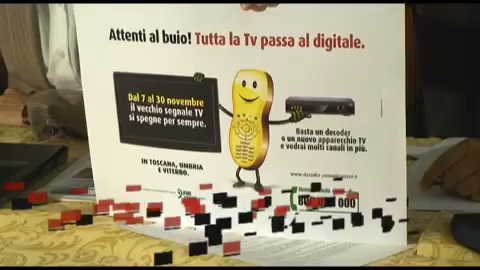 Attenti al buio! Tutta la Tv passa al digitale.
Dal 7 al 30 novembre
il vecchio segnale TV
si spegne per sempre.
Basta un decoder
o un nuovo apparecchio TV
e vedrai molti canali in più.
IN TOSCANA, UMBRIA
E VITERBO.